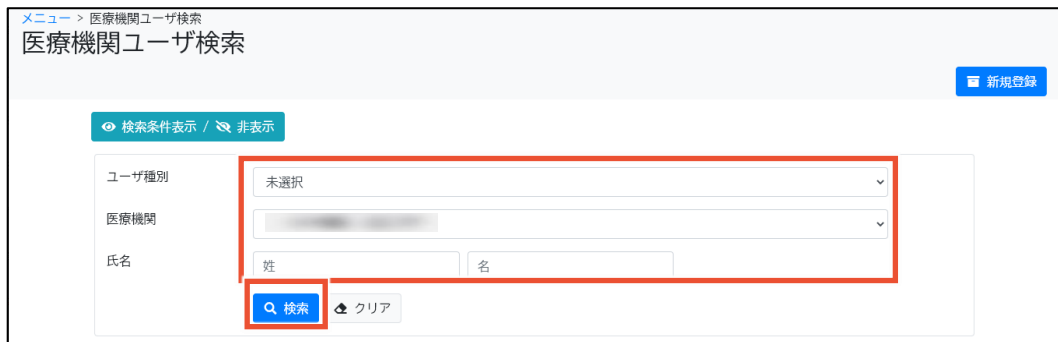 メニュー > 医療機関ユーザ検索
医療機関ユーザ検索
新規登録
検索条件表示 / 非表示
ユーザ種別
未選択
医療機関
氏名
姓
名
検索
クリア